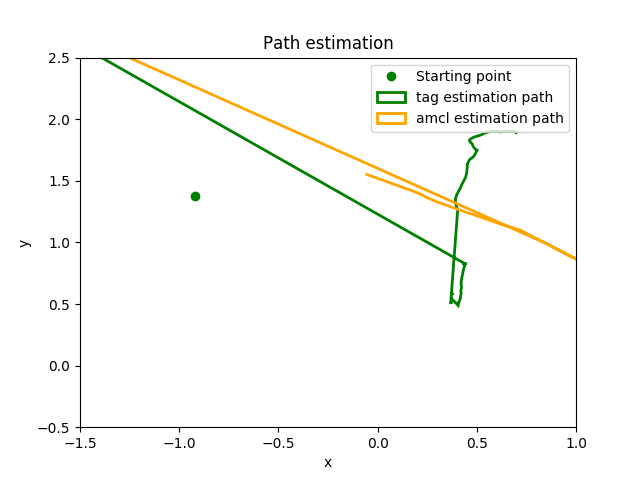 Path estimation
Starting point
tag estimation path
amcl estimation path
y
2.5
2.0
1.5
1.0
0.5
0.0
−0.5
−1.5
−1.0
−0.5
0.0
0.5
1.0
x